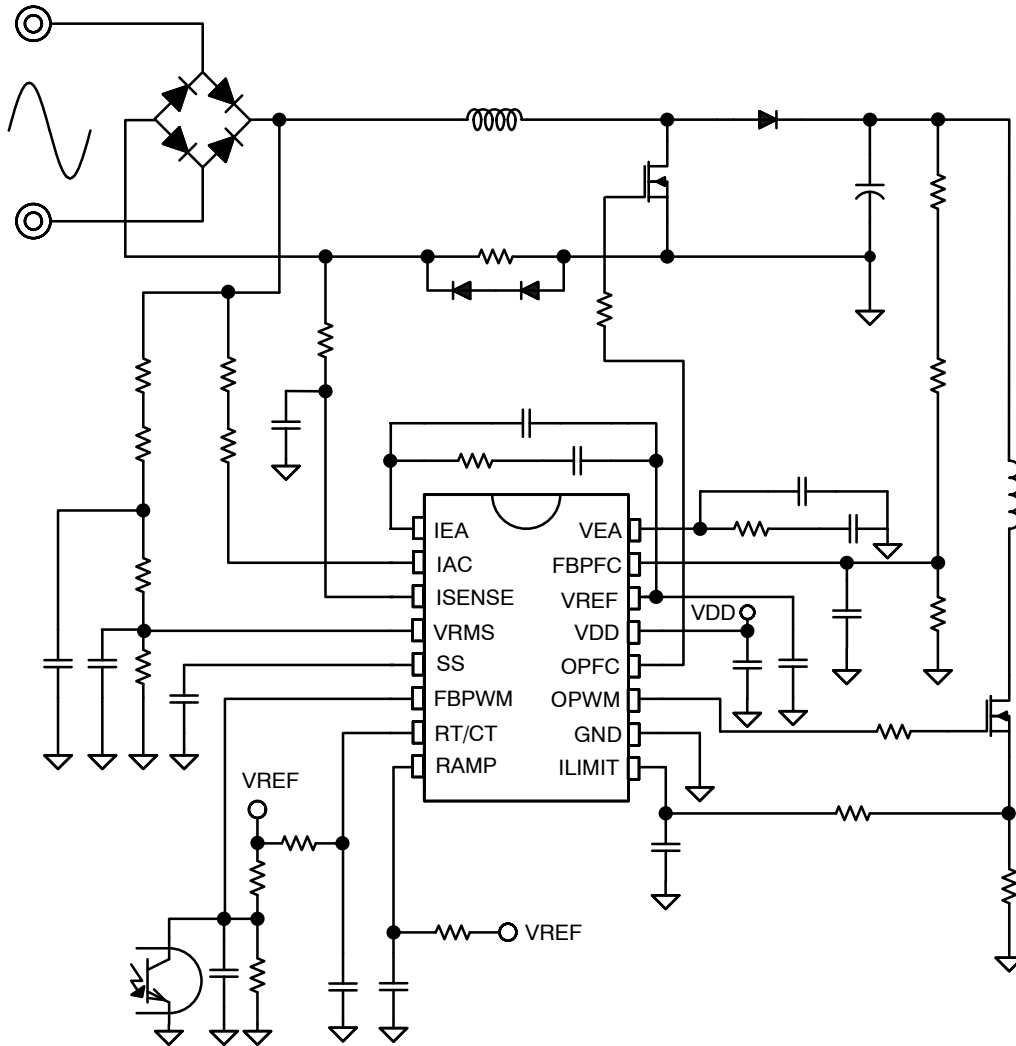 IEA
IAC
ISENSE
VRMS
SS
FBPWM
RT/CT
RAMP
VEA
FBPFC
VREF
VDD
OPFC
OPWM
GND
ILIMIT
VDD
VREF
VREF